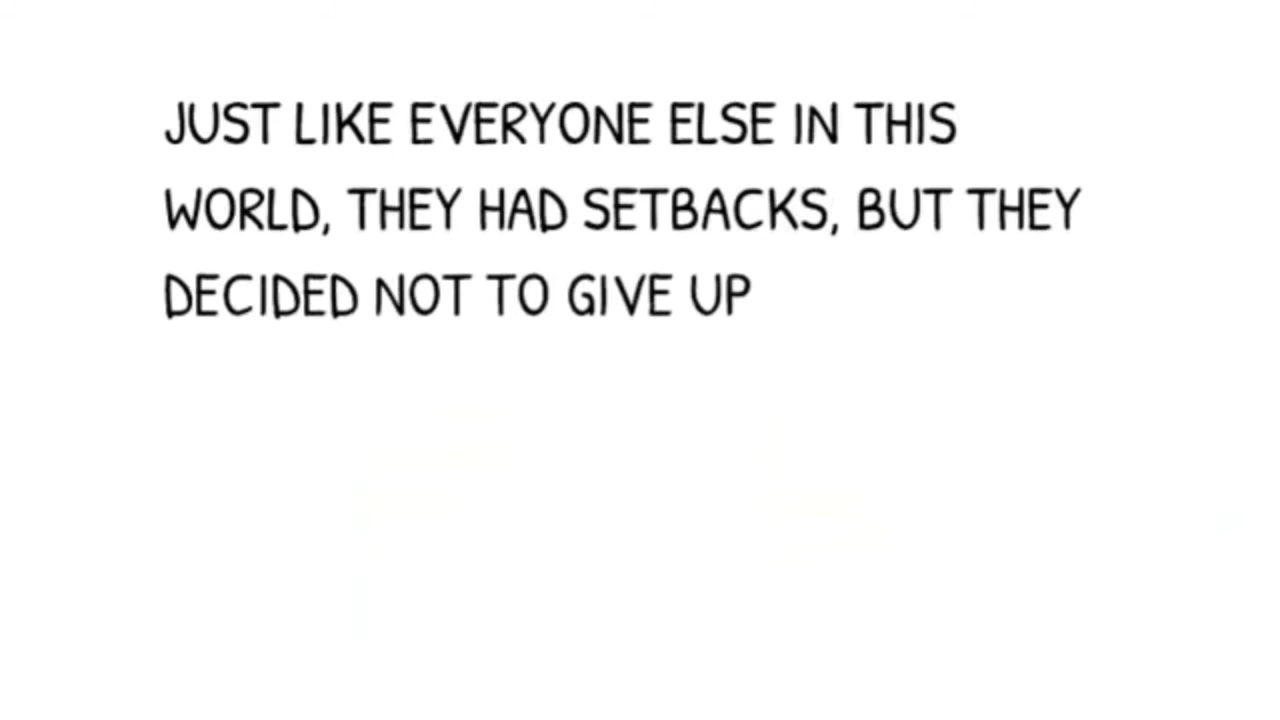 JUST LIKE EVERYONE ELSE IN THIS
WORLD, THEY HAD SETBACKS, BUT THEY
DECIDED NOT TO GIVE UP